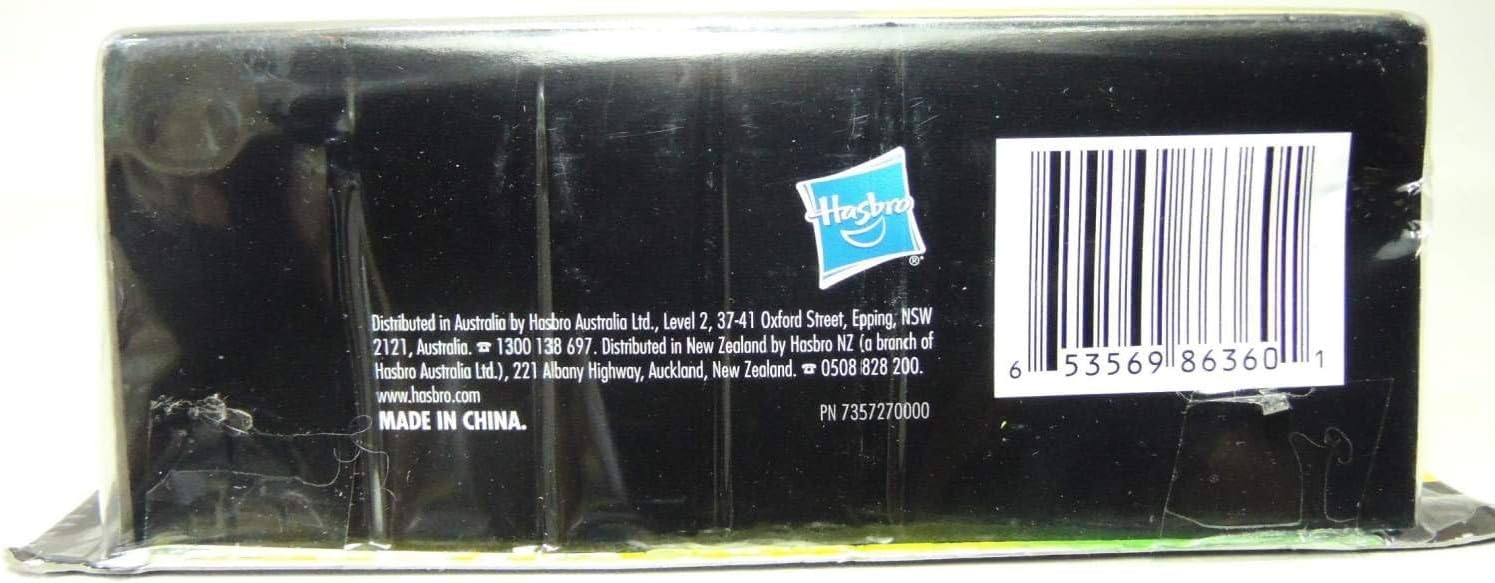 Hasbro
®*
Distributed in Australia by Hasbro Australia Ltd., Level 2, 37-41 Oxford Street, Epping, NSW
2121, Australia. ☎ 1300 138 697. Distributed in New Zealand by Hasbro NZ (a branch of
Hasbro Australia Ltd.), 221 Albany Highway, Auckland, New Zealand. ☎ 0508 828 200.
www.hasbro.com
MADE IN CHINA.
PN 7357270000
6 53569 86360 1